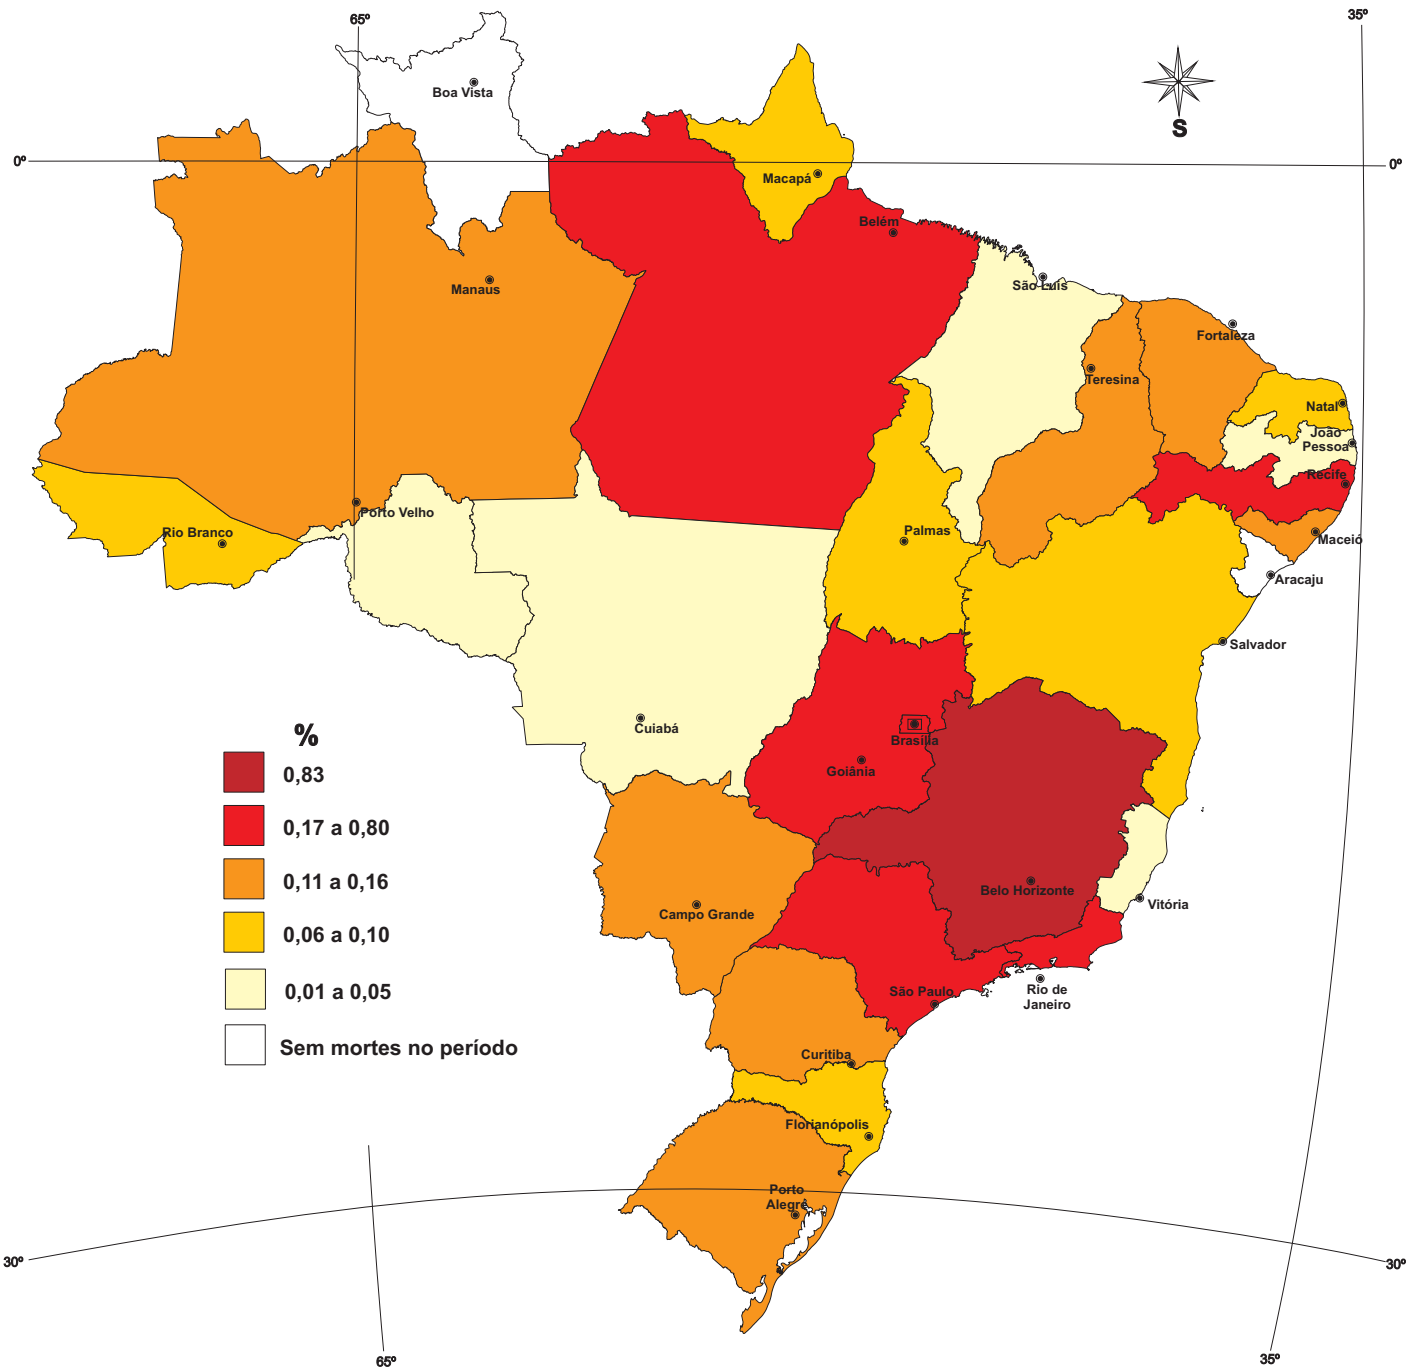 65º
35º
Boa Vista
S
0º
0º
Macapá
Belém
São Luís
Manaus
Fortaleza
Teresina
Natal
João
Pessoa
Recife
Porto Velho
Rio Branco
Palmas
Maceió
Aracaju
Salvador
Cuiabá
Brasília
Goiânia
%
0,83
0,17 a 0,80
0,11 a 0,16
0,06 a 0,10
0,01 a 0,05
Sem mortes no período
Belo Horizonte
Vitória
Campo Grande
São Paulo
Rio de
Janeiro
Curitiba
Florianópolis
Porto
Alegre
30º
30º
65º
35º